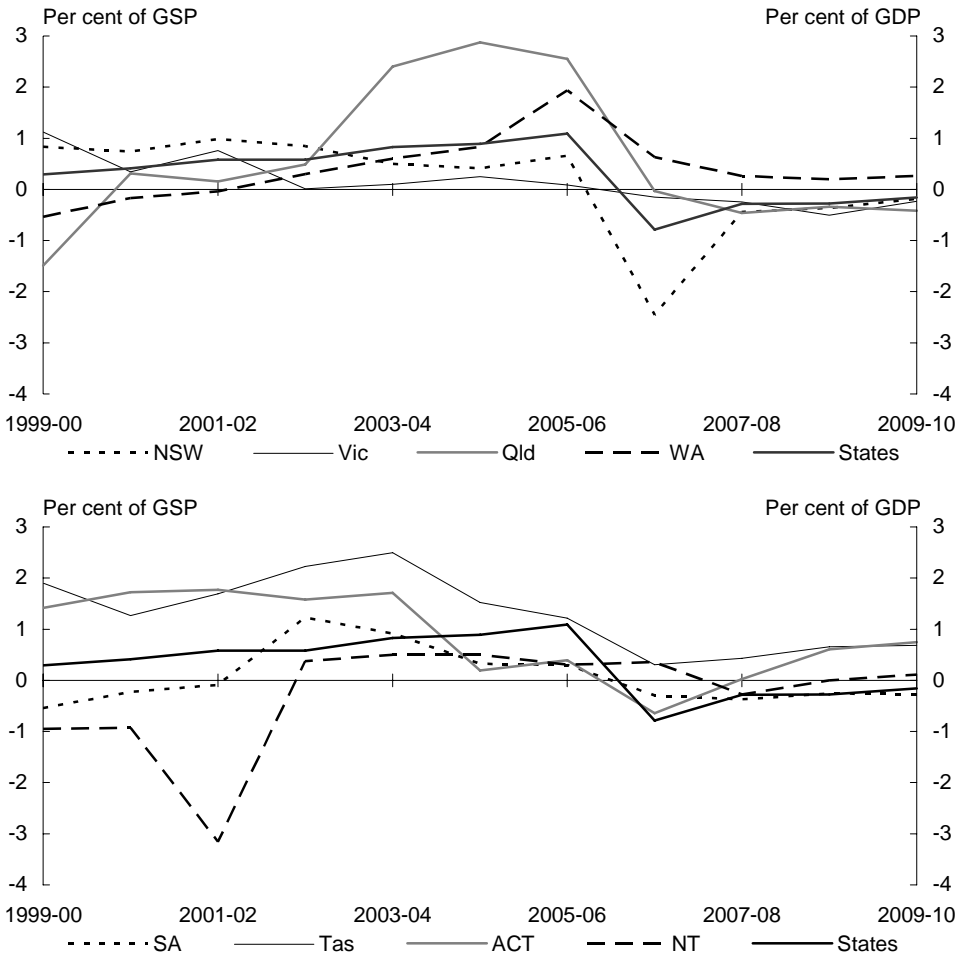 Per cent of GSP Per cent of GDP
3 3
2 2
1 1
0 0
-1 -1
-2 -2
-3 -3
-4 -4
1999-00 2001-02 2003-04 2005-06 2007-08 2009-10
NSW Vic Qld WA States
Per cent of GSP Per cent of GDP
3 3
2 2
1 1
0 0
-1 -1
-2 -2
-3 -3
-4 -4
1999-00 2001-02 2003-04 2005-06 2007-08 2009-10
SA Tas ACT NT States